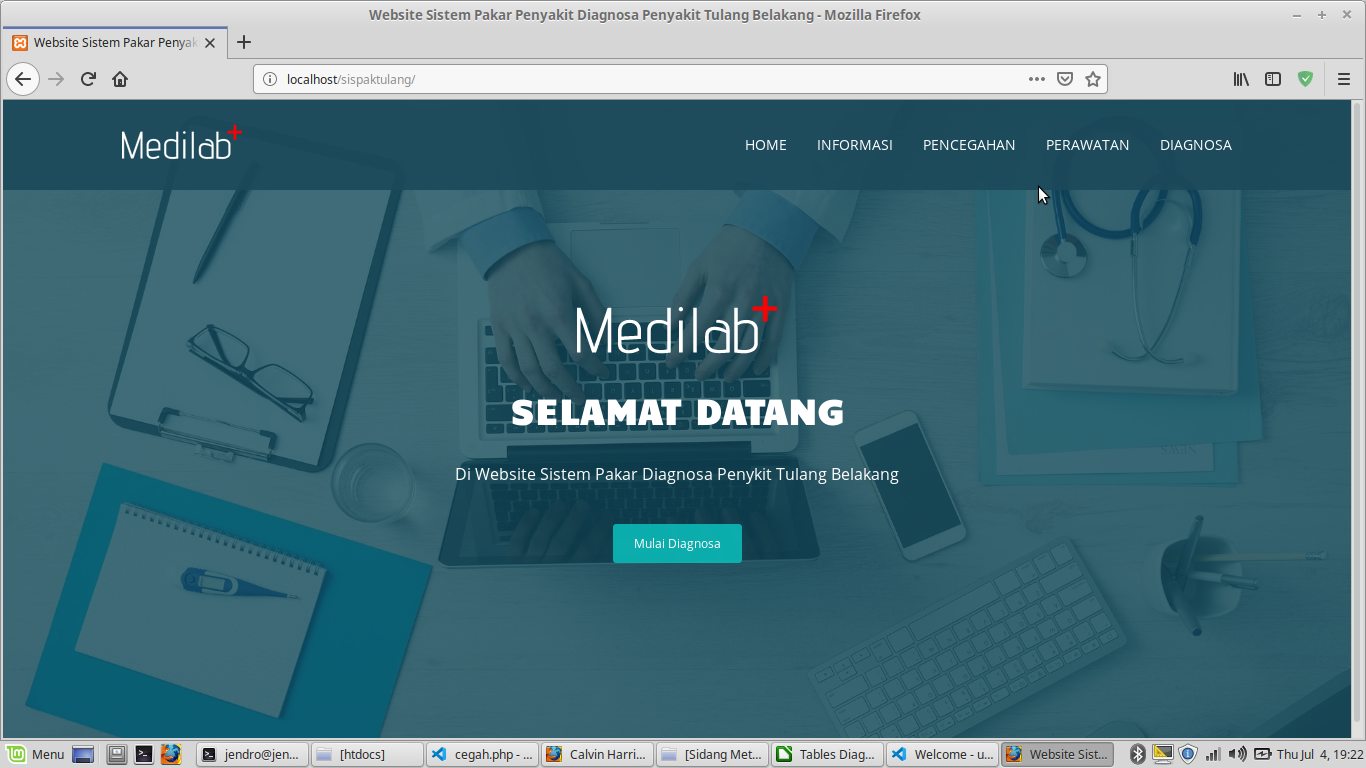 Website Sistem Pakar Penyakit Diagnosa Penyakit Tulang Belakang - Mozilla Firefox
Website Sistem Pakar Penyak
localhost/sispaktulang/
Medilab+
HOME INFORMASI PENCEGAHAN PERAWATAN DIAGNOSA
Medilab+
SELAMAT DATANG
Di Website Sistem Pakar Diagnosa Penykit Tulang Belakang
Mulai Diagnosa
Menu jendro@jen... [htdocs] cegah.php - ... Calvin Harri... [Sidang Met... Tables Diag... Welcome - u... Website Sist... Thu Jul 4, 19:22